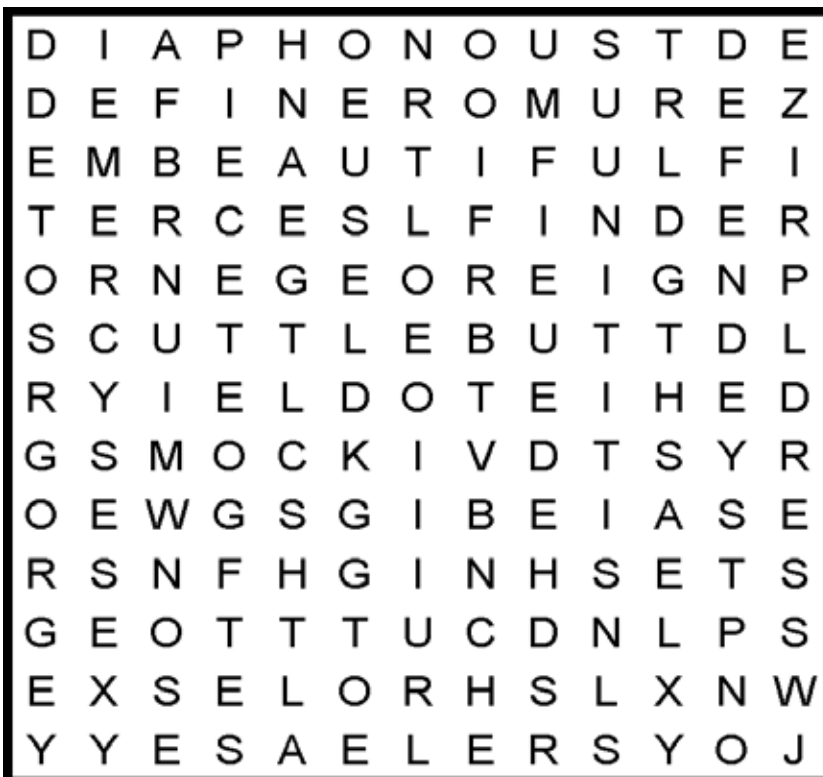 D I A P H O N O U S T D E
D E F I N E R O M U R E Z
E M B E A U T I F U L F I
T E R C E S L F I N D E R
O R N E G E O R E I G N P
S C U T T L E B U T T D L
R Y I E L D O T E I H E D
G S M O C K I V D T S Y R
O E W G S G I B E I A S E
R S N F H G I N H S E T S
G E O T T T U C D N L P S
E X S E L O R H S L X N W
Y Y E S A E L E R S Y O J